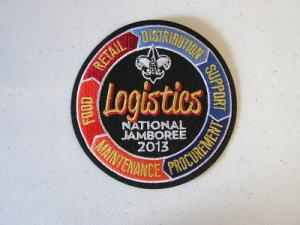 RETAIL
DISTRIBUTION
SUPPORT
PROCUREMENT
MAINTENANCE
FOOD
Logistics
NATIONAL
JAMBOREE
2013